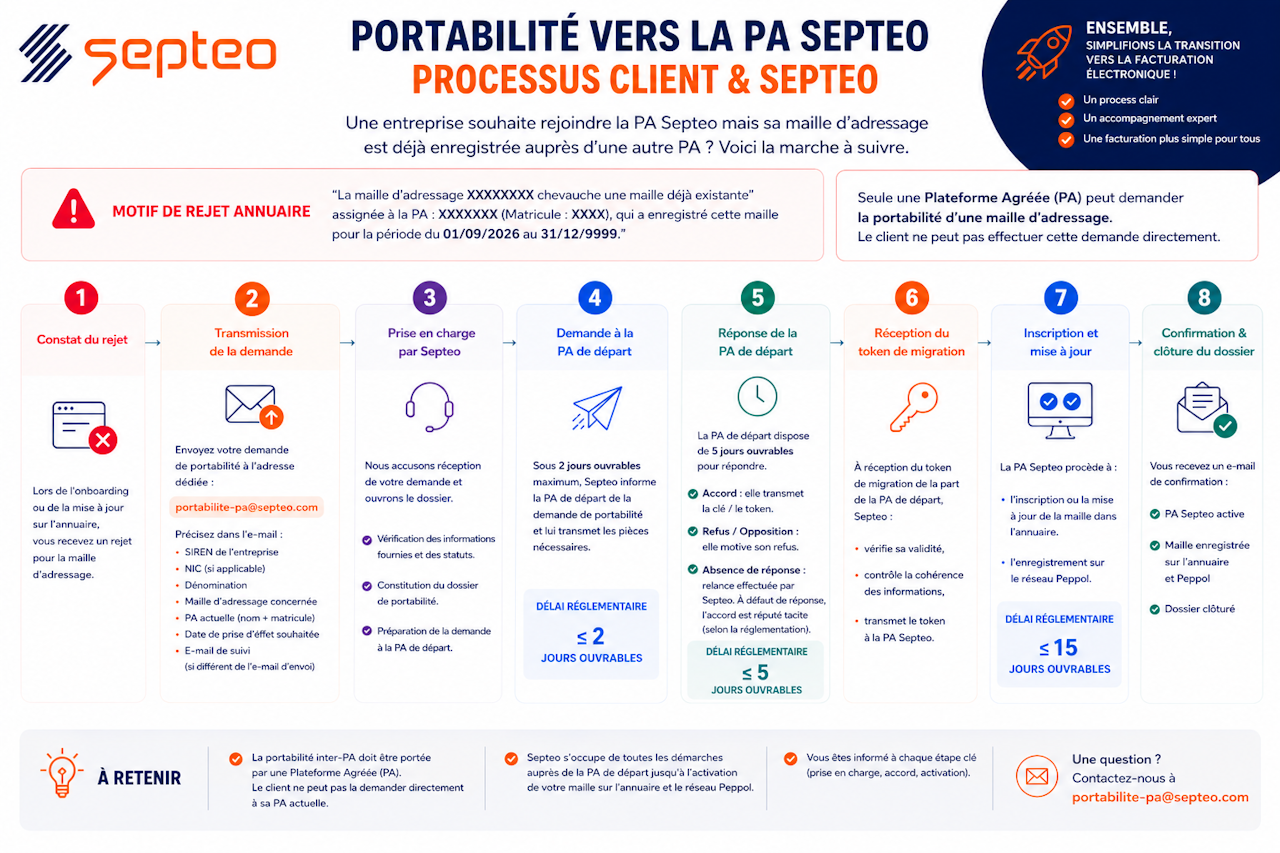 septeo
PORTABILITÉ VERS LA PA SEPTEO
PROCESSUS CLIENT & SEPTEO
Une entreprise souhaite rejoindre la PA Septeo mais sa maille d'adressage
est déjà enregistrée auprès d'une autre PA ? Voici la marche à suivre.
ENSEMBLE,
SIMPLIFIONS LA TRANSITION
VERS LA FACTURATION
ÉLECTRONIQUE !
Un process clair
Un accompagnement expert
Une facturation plus simple pour tous
MOTIF DE REJET ANNUAIRE
“La maille d'adressage XXXXXXXX chevauche une maille déjà existante”
assignée à la PA : XXXXXXX (Matricule : XXXX), qui a enregistré cette maille
pour la période du 01/09/2026 au 31/12/9999.”
Seule une Plateforme Agréée (PA) peut demander
la portabilité d'une maille d'adressage.
Le client ne peut pas effectuer cette demande directement.
1
Constat du rejet
Lors de l'onboarding
ou de la mise à jour
sur l'annuaire,
vous recevez un rejet
pour la maille
d'adressage.
2
Transmission
de la demande
Envoyez votre demande
de portabilité à l'adresse
dédiée :
portabilite-pa@septeo.com
Précisez dans l'e-mail :
• SIREN de l'entreprise
• NIC (si applicable)
• Dénomination
• Maille d'adressage concernée
• PA actuelle (nom + matricule)
• Date de prise d'éffet souhaitée
• E-mail de suivi
(si différent de l'e-mail d'envoi)
3
Prise en charge
par Septeo
Nous accusons réception
de votre demande et
ouvrons le dossier.
Vérification des informations
fournies et des statuts.
Constitution du dossier
de portabilité.
Préparation de la demande
à la PA de départ.
4
Demande à la
PA de départ
Sous 2 jours ouvrables
maximum, Septeo informe
la PA de départ de la
demande de portabilité
et lui transmet les pièces
nécessaires.
DÉLAI RÉGLEMENTAIRE
≤ 2
JOURS OUVRABLES
5
Réponse de la
PA de départ
La PA de départ dispose
de 5 jours ouvrables
pour répondre.
Accord : elle transmet
la clé / le token.
Refus / Opposition :
elle motive son refus.
Absence de réponse :
relance effectuée par
Septeo. À défaut de réponse,
l'accord est réputé tacite
(selon la réglementation).
DÉLAI RÉGLEMENTAIRE
≤ 5
JOURS OUVRABLES
6
Réception du
token de migration
À réception du token
de migration de la part
de la PA de départ,
Septeo :
• vérifie sa validité,
• contrôle la cohérence
des informations,
• transmet le token
à la PA Septeo.
7
Inscription et
mise à jour
La PA Septeo procède à :
• l'inscription ou la mise
à jour de la maille dans
l'annuaire.
• l'enregistrement sur
le réseau Peppol.
DÉLAI RÉGLEMENTAIRE
≤ 15
JOURS OUVRABLES
8
Confirmation &
clôture du dossier
Vous recevez un e-mail
de confirmation :
PA Septeo active
Maille enregistrée
sur l'annuaire
et Peppol
Dossier clôturé
À RETENIR
La portabilité inter-PA doit être portée
par une Plateforme Agréée (PA).
Le client ne peut pas la demander directement
à sa PA actuelle.
Septeo s'occupe de toutes les démarches
auprès de la PA de départ jusqu'à l'activation
de votre maille sur l'annuaire et le réseau Peppol.
Vous êtes informé à chaque étape clé
(prise en charge, accord, activation).
Une question ?
Contactez-nous à
portabilite-pa@septeo.com